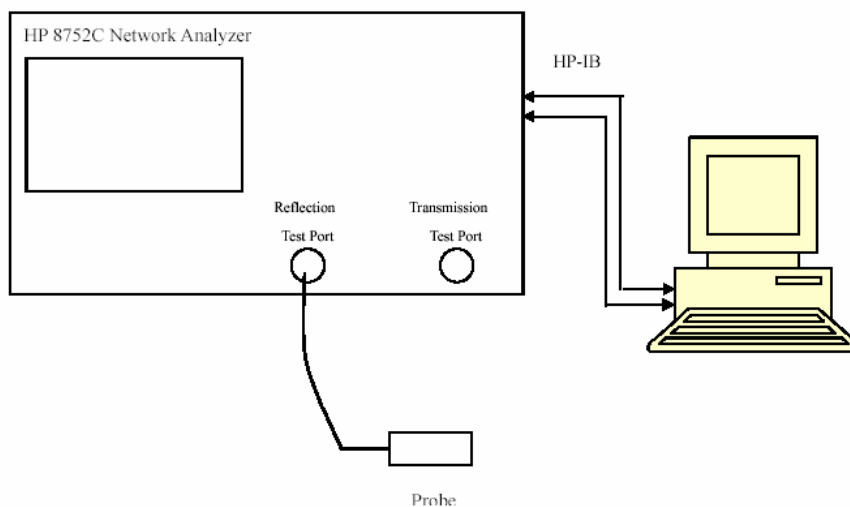 HP 8752C Network Analyzer
HP-IB
Reflection
Test Port
Transmission
Test Port
Probe